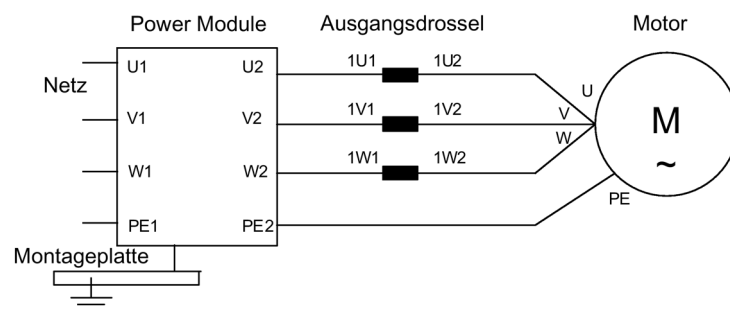 Power Module Ausgangsdrossel Motor
U1 U2 1U1 1U2
Netz
U
V1 V2 1V1 1V2 V
M
W
W1 W2 1W1 1W2
~
PE
PE1 PE2
Montageplatte